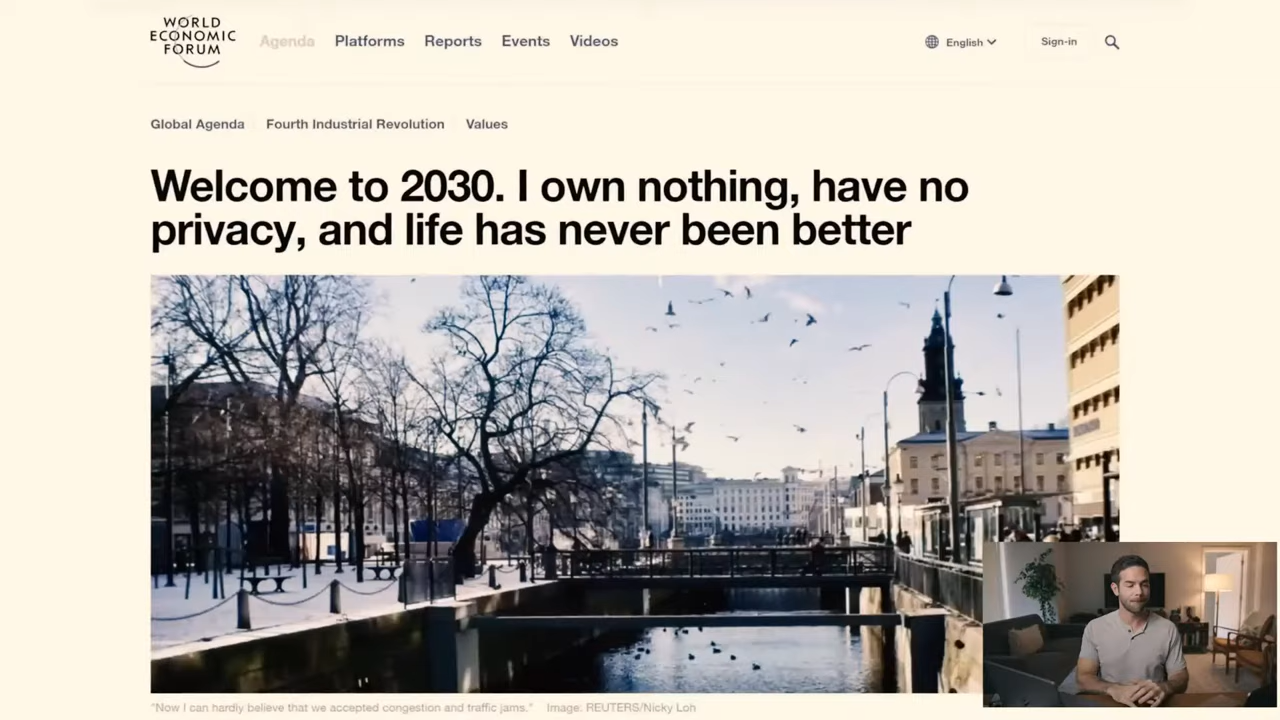 WORLD
ECONOMIC
FORUM
Agenda Platforms Reports Events Videos
English Sign-in
Global Agenda Fourth Industrial Revolution Values
Welcome to 2030. I own nothing, have no
privacy, and life has never been better
"Now I can hardly believe that we accepted congestion and traffic jams." Image: REUTERS/Nicky Loh